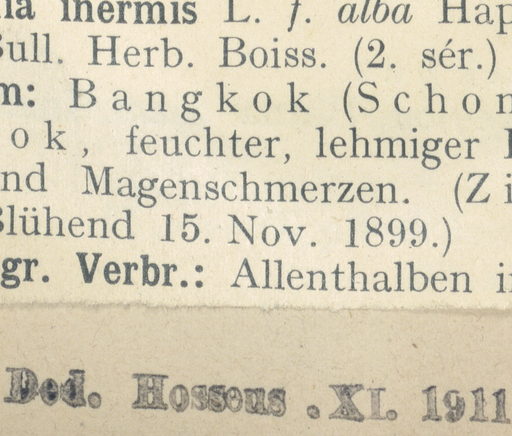 ia inermis L. f. alba Hap
Bull. Herb. Boiss. (2. sér.)
m: Bangkok (Schon
ok, feuchter, lehmiger
nd Magenschmerzen. (Zi
Blühend 15. Nov. 1899.)
gr. Verbr.: Allenthalben i
Ded. Hosseus . XI. 1911